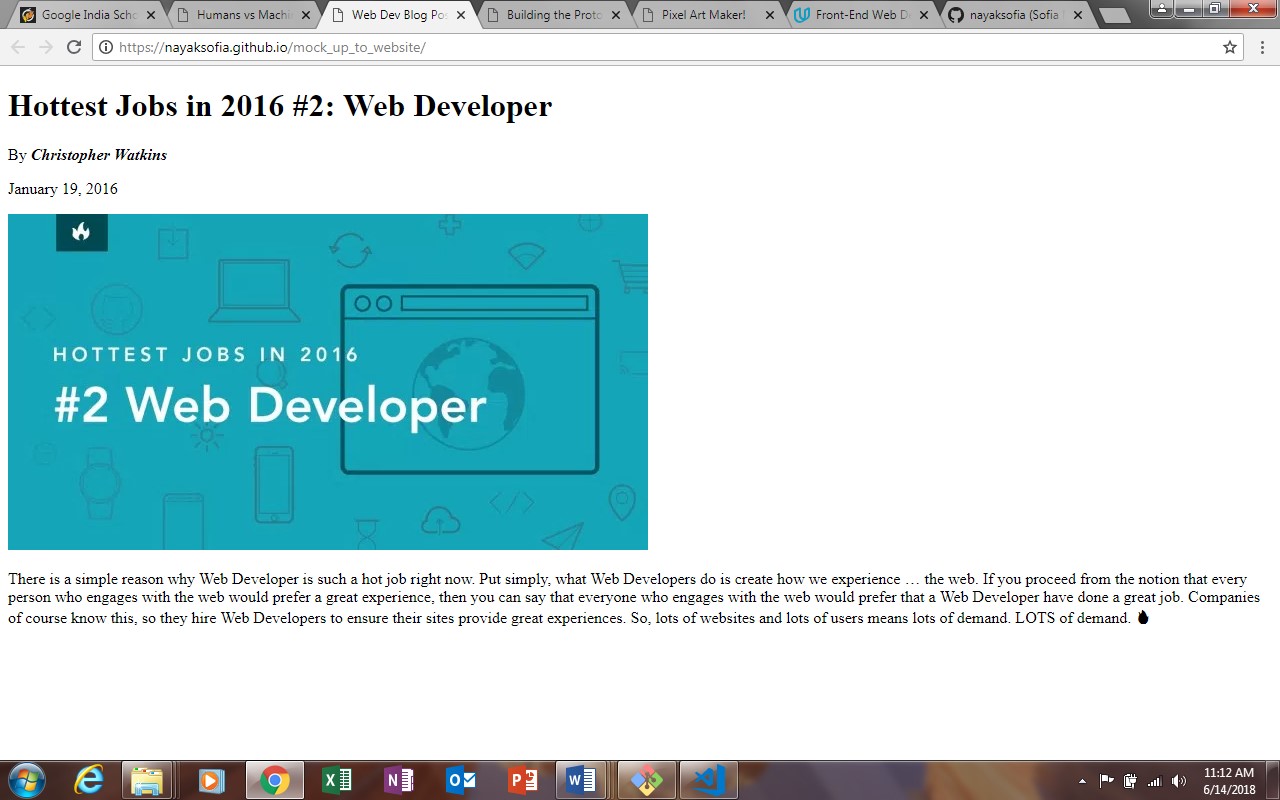 Google India Scho
Humans vs Machin
Web Dev Blog Pos
Building the Proto
Pixel Art Maker!
Front-End Web D
nayaksofia (Sofia
https://nayaksofia.github.io/mock_up_to_website/
Hottest Jobs in 2016 #2: Web Developer
By Christopher Watkins
January 19, 2016
HOTTEST JOBS IN 2016
#2 Web Developer
There is a simple reason why Web Developer is such a hot job right now. Put simply, what Web Developers do is create how we experience … the web. If you proceed from the notion that every
person who engages with the web would prefer a great experience, then you can say that everyone who engages with the web would prefer that a Web Developer have done a great job. Companies
of course know this, so they hire Web Developers to ensure their sites provide great experiences. So, lots of websites and lots of users means lots of demand. LOTS of demand.
11:12 AM
6/14/2018